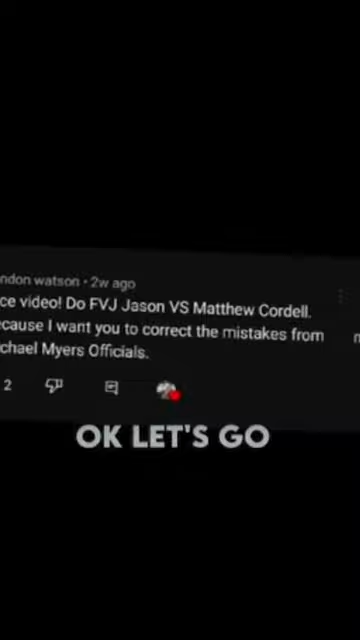 ndon watson • 2w ago
ce video! Do FVJ Jason VS Matthew Cordell.
ecause I want you to correct the mistakes from
chael Myers Officials.
2
OK LET'S GO